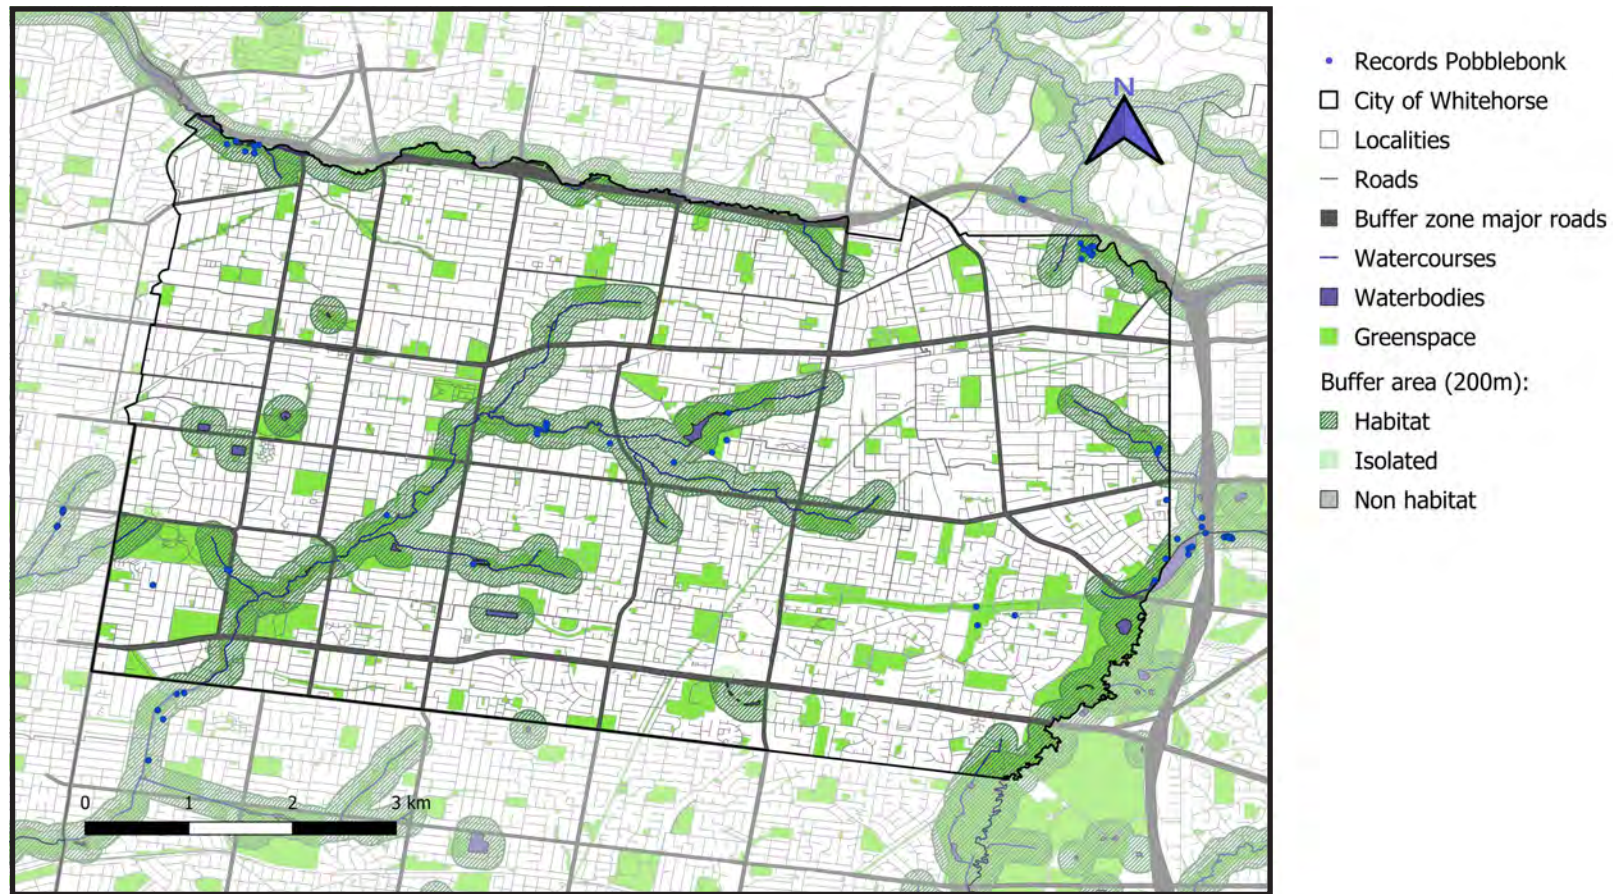 N
0 1 2 3 km
Records Pobblebonk
City of Whitehorse
Localities
Roads
Buffer zone major roads
Watercourses
Waterbodies
Greenspace
Buffer area (200m):
Habitat
Isolated
Non habitat